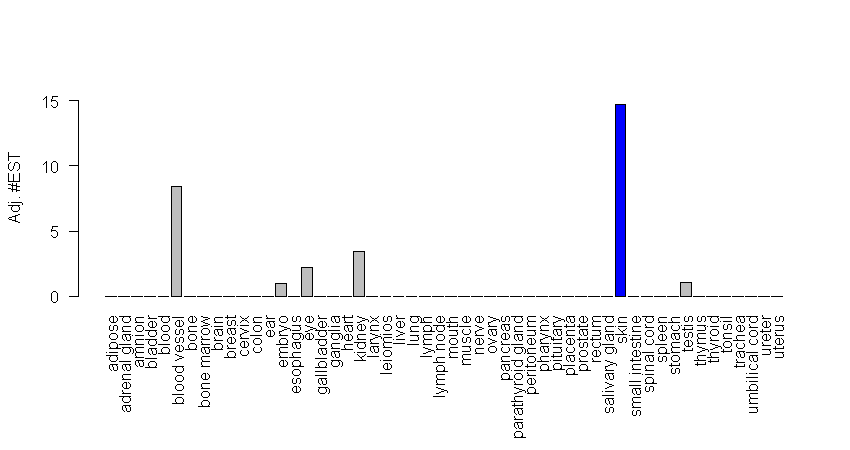 Adj. #EST
15
10
5
0
adipose
adrenal gland
amnion
bladder
blood
blood vessel
bone
bone marrow
brain
breast
cervix
colon
ear
embryo
esophagus
eye
gallbladder
ganglia
heart
kidney
larynx
leiomios
liver
lung
lymph
lymph node
mouth
muscle
nerve
ovary
pancreas
parathyroid gland
peritoneum
pharynx
pituitary
placenta
prostate
rectum
salivary gland
skin
small intestine
spinal cord
spleen
stomach
testis
thymus
thyroid
tonsil
trachea
umbilical cord
ureter
uterus